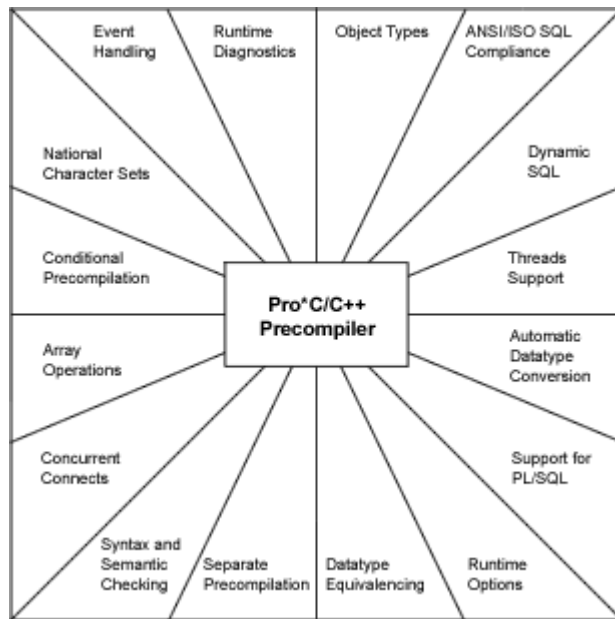 Event
Handling
Runtime
Diagnostics
Object Types
ANSI/ISO SQL
Compliance
National
Character Sets
Dynamic
SQL
Conditional
Precompilation
Threads
Support
Pro*C/C++
Precompiler
Array
Operations
Automatic
Datatype
Conversion
Concurrent
Connects
Support for
PL/SQL
Syntax and
Semantic
Checking
Separate
Precompilation
Datatype
Equivalencing
Runtime
Options